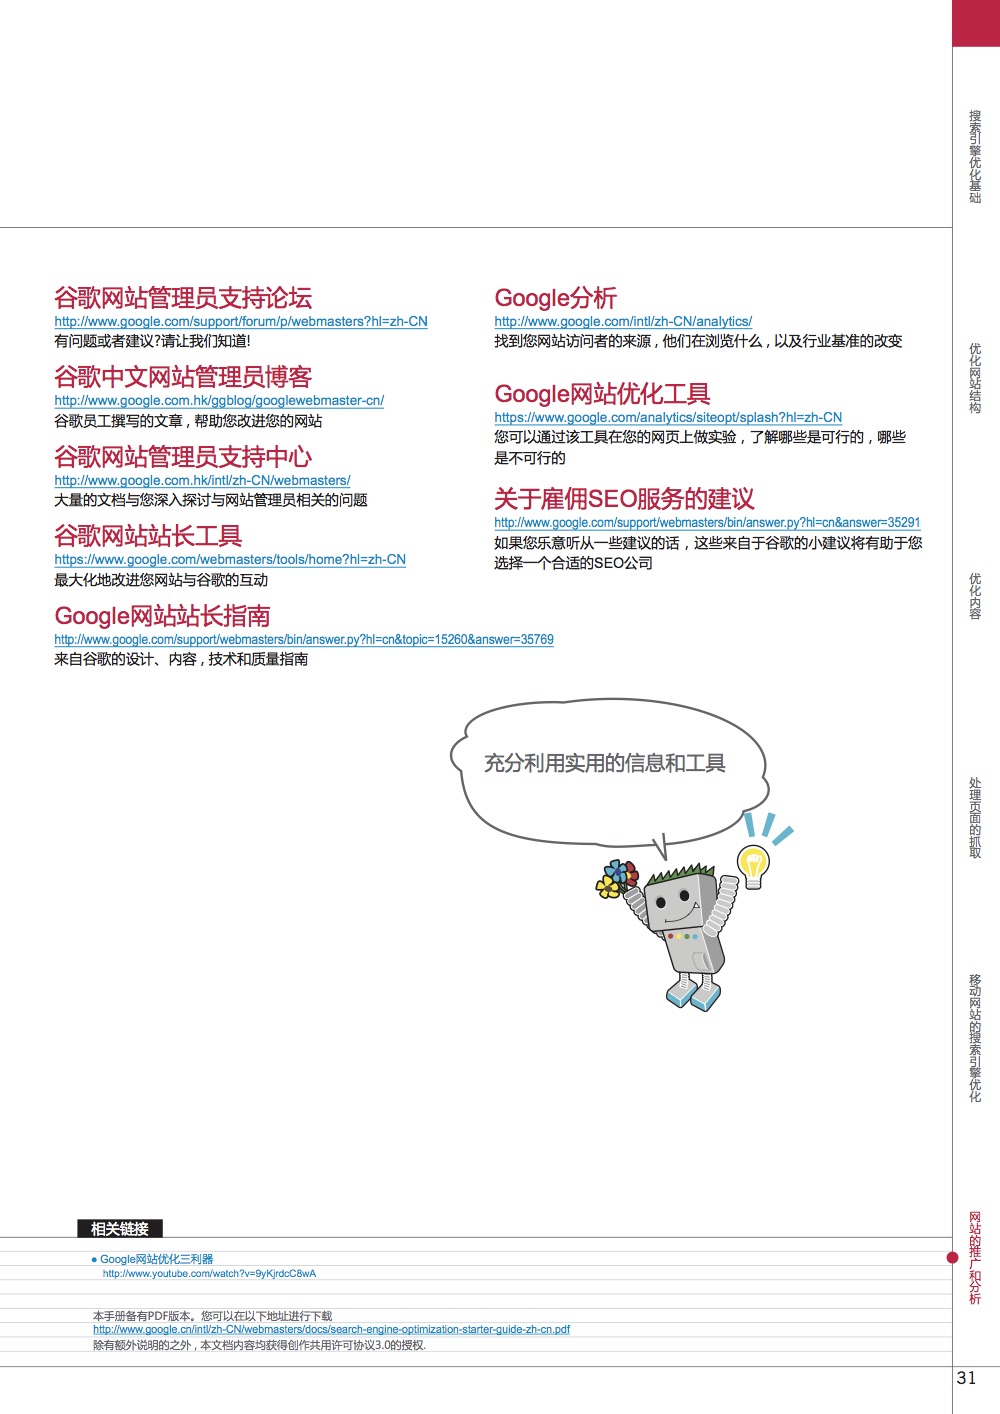 谷歌网站管理员支持论坛
http://www.google.com/support/forum/p/webmasters?hl=zh-CN
有问题或者建议?请让我们知道!
谷歌中文网站管理员博客
http://www.google.com.hk/ggblog/googlewebmaster-cn/
谷歌员工撰写的文章，帮助您改进您的网站
谷歌网站管理员支持中心
http://www.google.com.hk/intl/zh-CN/webmasters/
大量的文档与您深入探讨与网站管理员相关的问题
谷歌网站站长工具
https://www.google.com/webmasters/tools/home?hl=zh-CN
最大化地改进您网站与谷歌的互动
Google网站站长指南
http://www.google.com/support/webmasters/bin/answer.py?hl=cn&topic=15260&answer=35769
来自谷歌的设计、内容，技术和质量指南
Google分析
http://www.google.com/intl/zh-CN/analytics/
找到您网站访问者的来源，他们在浏览什么，以及行业基准的改变
Google网站优化工具
https://www.google.com/analytics/siteopt/splash?hl=zh-CN
您可以通过该工具在您的网页上做实验，了解哪些是可行的，哪些
是不可行的
关于雇佣SEO服务的建议
http://www.google.com/support/webmasters/bin/answer.py?hl=cn&answer=35291
如果您乐意听从一些建议的话，这些来自于谷歌的小建议将有助于您
选择一个合适的SEO公司
充分利用实用的信息和工具
相关链接
● Google网站优化三利器
http://www.youtube.com/watch?v=9yKjrdcC8wA
本手册备有PDF版本。您可以在以下地址进行下载
http://www.google.cn/intl/zh-CN/webmasters/docs/search-engine-optimization-starter-guide-zh-cn.pdf
除有额外说明的之外，本文档内容均获得创作共用许可协议3.0的授权.
搜索引擎优化基础
优化网站结构
优化内容
处理页面的抓取
移动网站的搜索引擎优化
网站的推广和分析
31